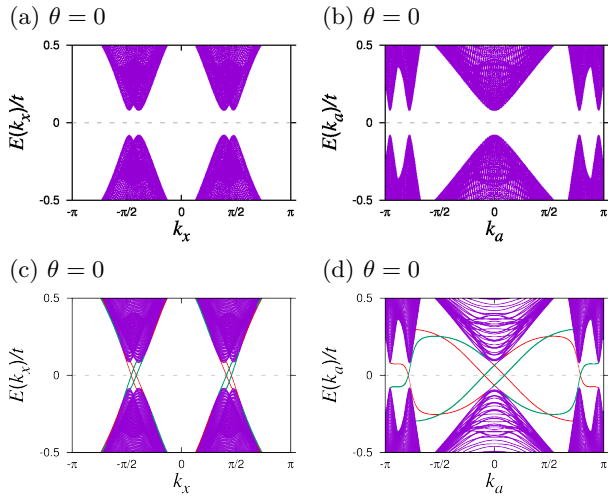 (a) θ = 0
(b) θ = 0
E(kₓ)/t
0.5
0
-0.5
-π
-π/2
0
π/2
π
kₓ
E(kₐ)/t
0.5
0
-0.5
-π
-π/2
0
π/2
π
kₐ
(c) θ = 0
(d) θ = 0
E(kₓ)/t
0.5
0
-0.5
-π
-π/2
0
π/2
π
kₓ
E(kₐ)/t
0.5
0
-0.5
-π
-π/2
0
π/2
π
kₐ